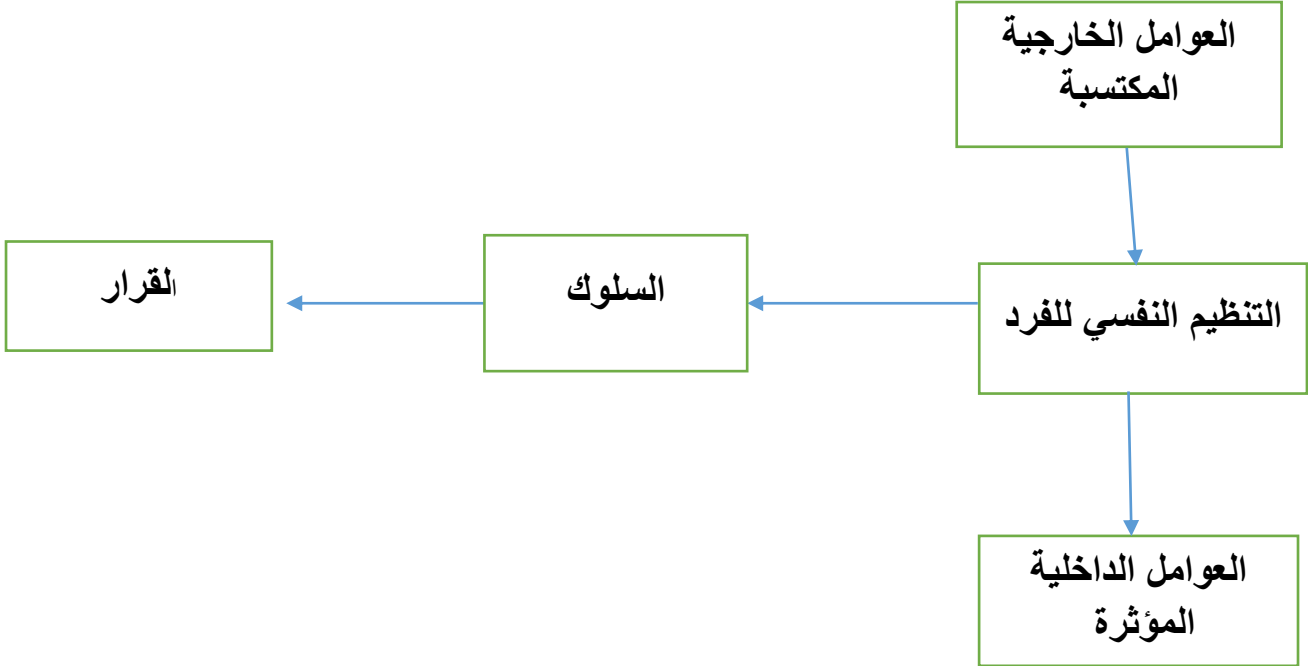 العوامل الخارجية
المكتسبة
التنظيم النفسي للفرد
السلوك
القرار
العوامل الداخلية
المؤثرة